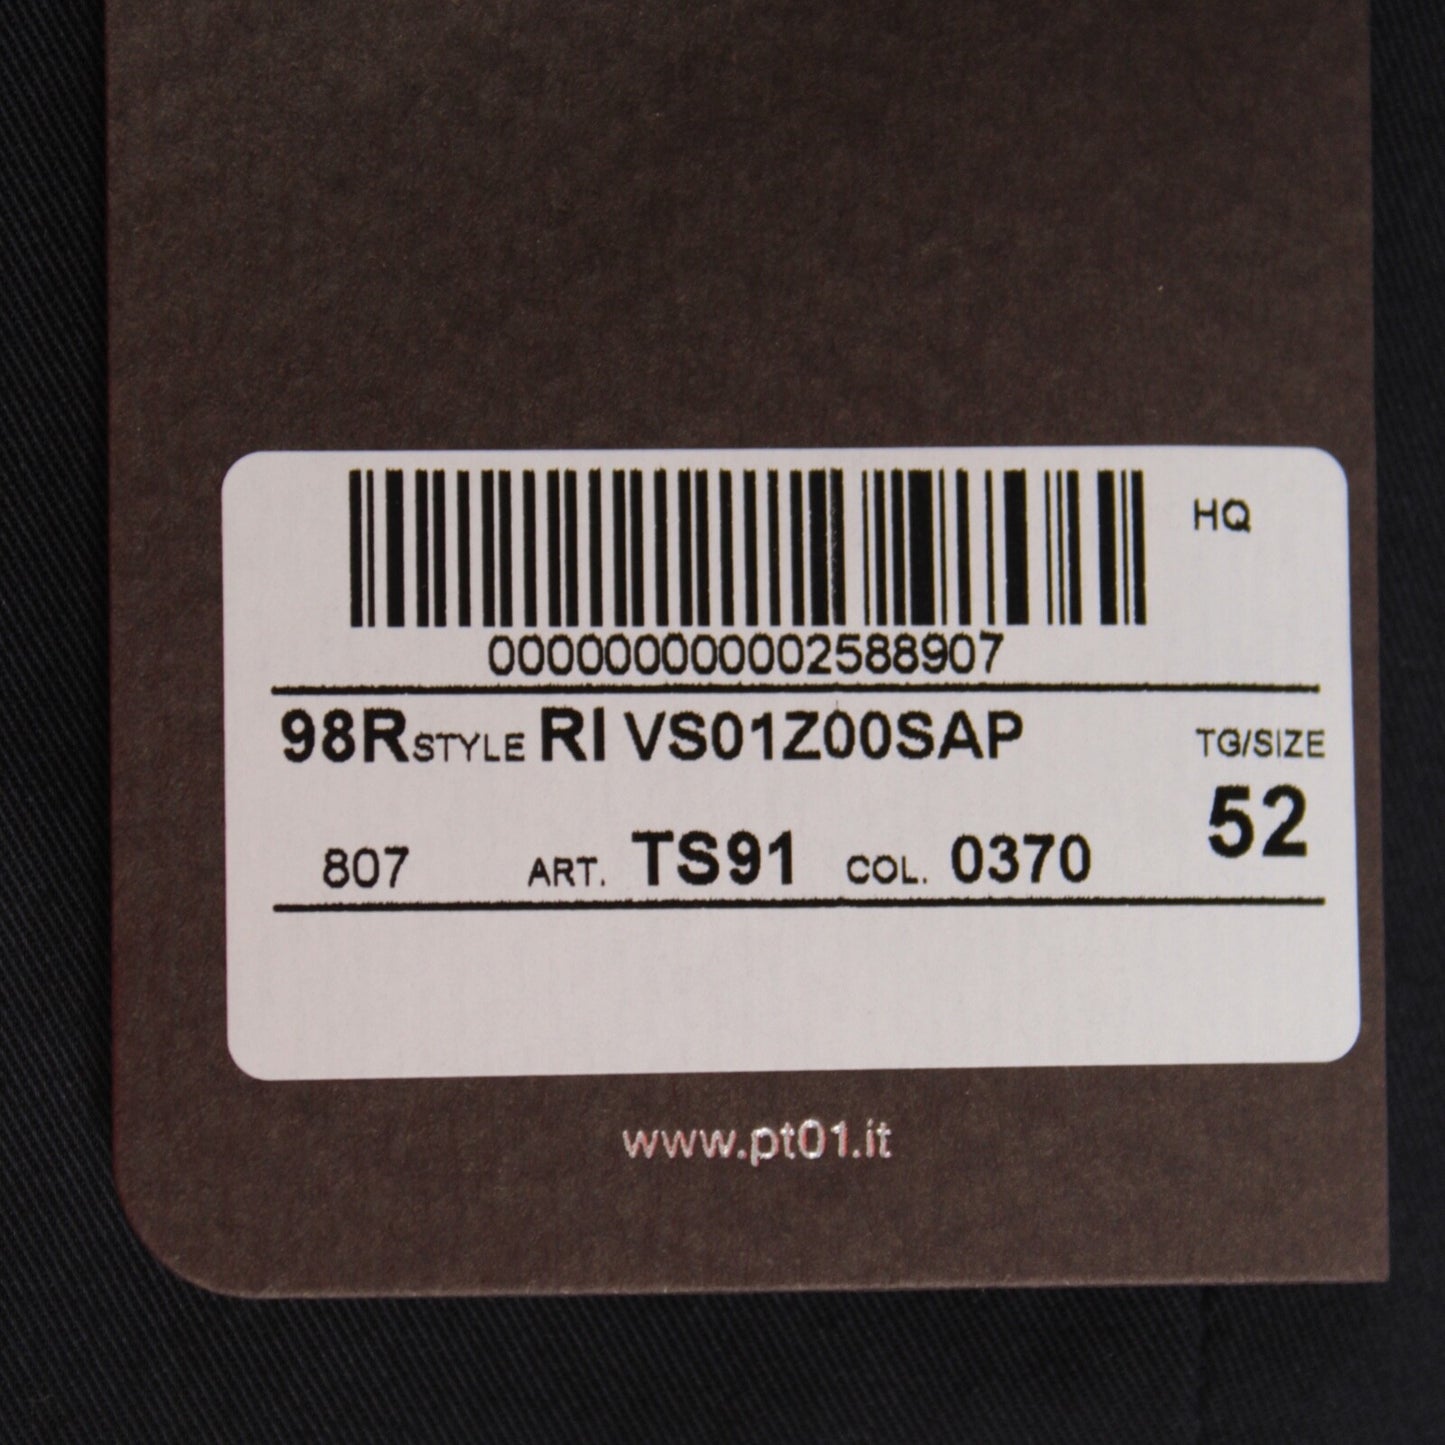 HQ
000000000002588907
98R STYLE RI VS01Z00SAP
TG/SIZE
52
807 ART. TS91 COL. 0370
www.pt01.it